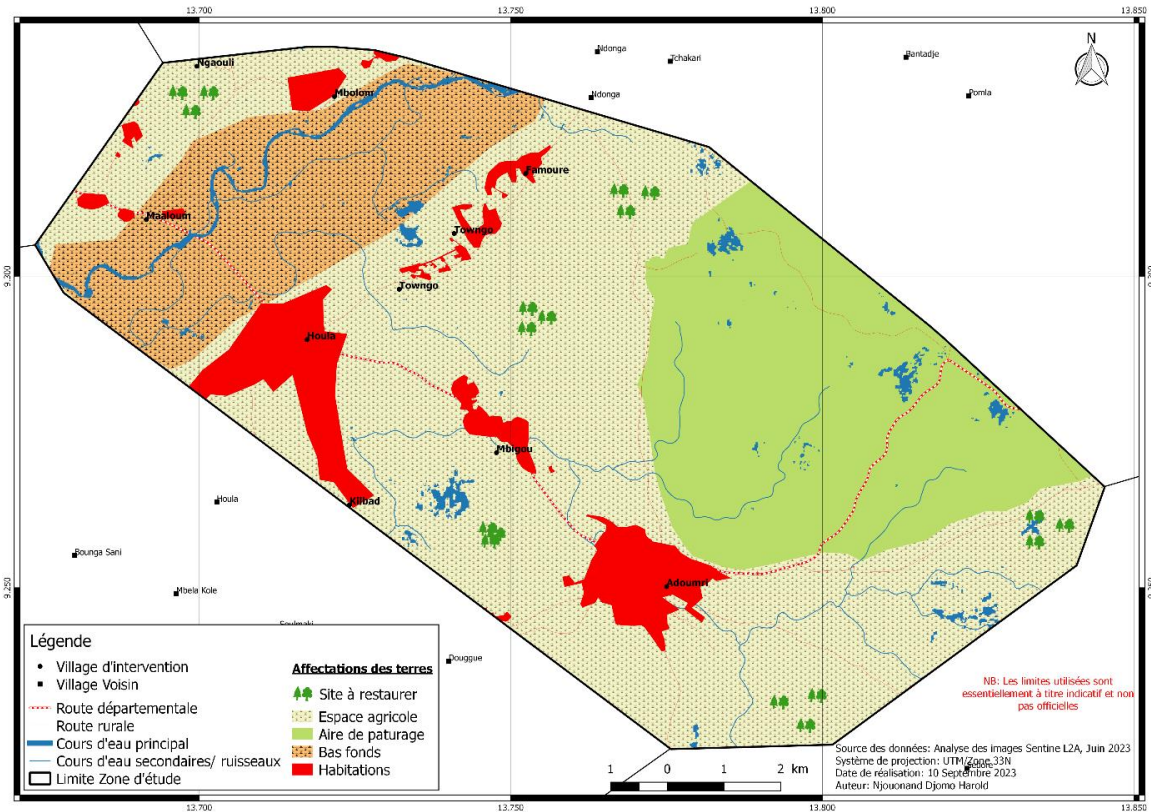 13.700 13.750 13.800 13.850
N
Ndonga
Tchakari
Bantadje
Ngaouli
Mbolom
Ndonga
Pomla
Famoure
Maaloum
Towngo
9.300
Towngo
Houla
Mbigou
Houla
Kilbad
Bounga Sani
Adoumri
9.250
Mbela Kole
Douggue
Légende
Village d'intervention
Village Voisin
Route départementale
Route rurale
Cours d'eau principal
Cours d'eau secondaires/ ruisseaux
Limite Zone d'étude
Affectations des terres
Site à restaurer
Espace agricole
Aire de paturage
Bas fonds
Habitations
NB: Les limites utilisées sont
essentiellement à titre indicatif et non
pas officielles
1 0 1 2 km
Source des données: Analyse des images Sentine L2A, Juin 2023
Système de projection: UTM/Zone 33N
Date de réalisation: 10 Septembre 2023
Auteur: Njouonand Djomo Harold
13.700 13.750 13.800 13.850